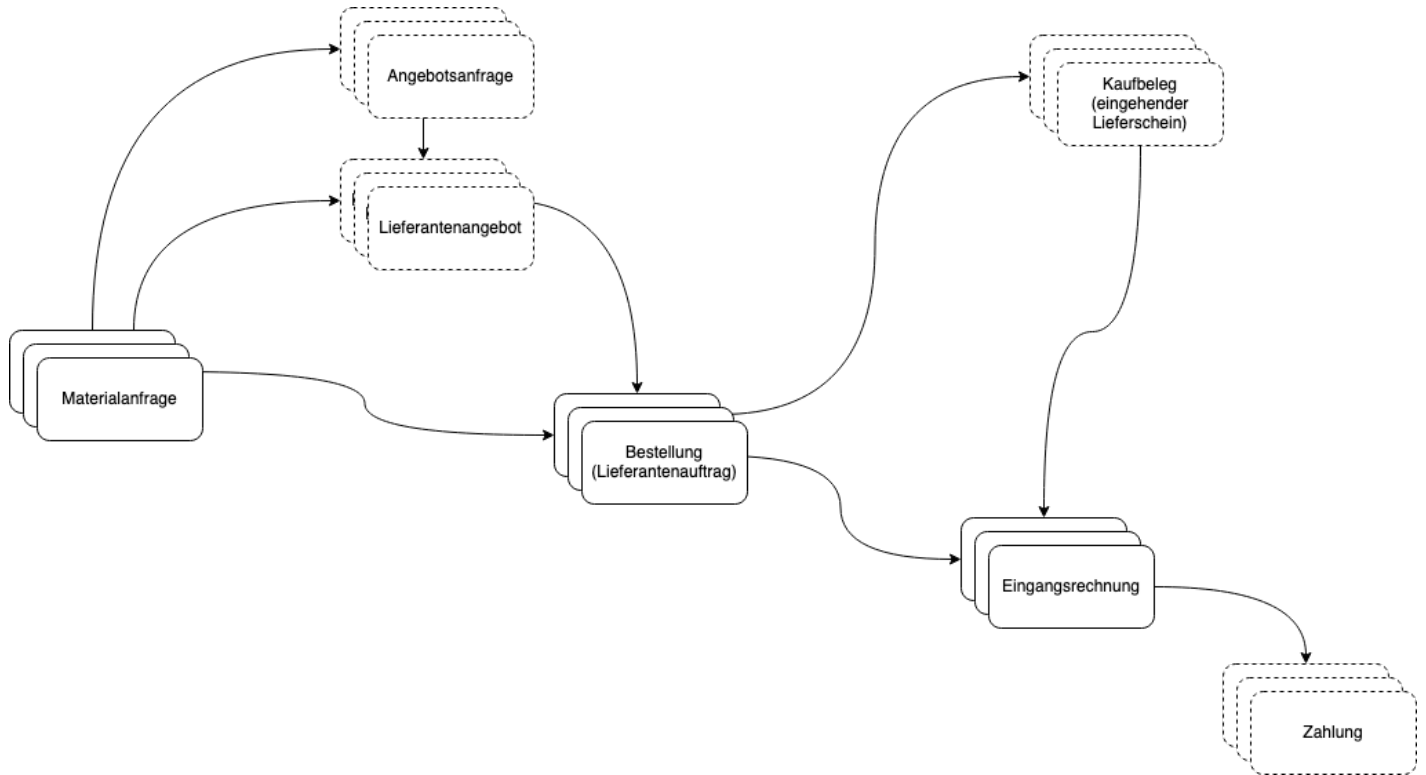 Angebotsanfrage
Kaufbeleg
(eingehender
Lieferschein)
Lieferantenangebot
Materialanfrage
Bestellung
(Lieferantenauftrag)
Eingangsrechnung
Zahlung